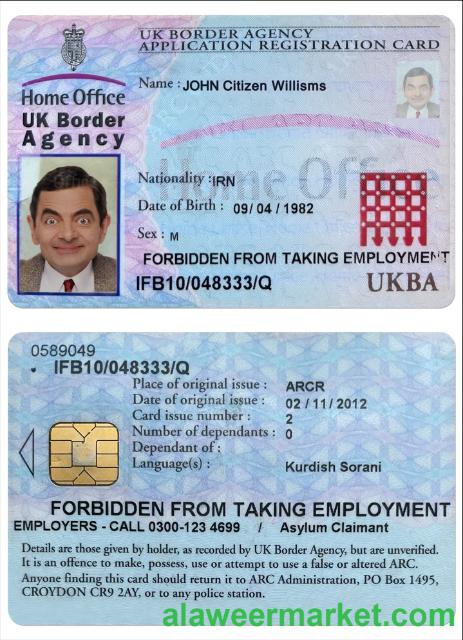 UK BORDER AGENCY
APPLICATION REGISTRATION CARD
Name : JOHN Citizen Willisms
Home Office
UK Border
Agency
Home Office
Nationality : IRN
Date of Birth : 09/04/1982
Sex : M
FORBIDDEN FROM TAKING EMPLOYMENT
IFB10/048333/Q
UKBA
0589049
IFB10/048333/Q
Place of original issue : ARCR
Date of original issue : 02/11/2012
Card issue number : 2
Number of dependants : 0
Dependant of :
Language(s) : Kurdish Sorani
FORBIDDEN FROM TAKING EMPLOYMENT
EMPLOYERS - CALL 0300-123 4699 / Asylum Claimant
Details are those given by holder, as recorded by UK Border Agency, but are unverified.
It is an offence to make, possess, use or attempt to use a false or altered ARC.
Anyone finding this card should return it to ARC Administration, PO Box 1495,
CROYDON CR9 2AY, or to any police station.
alaweermarket.com